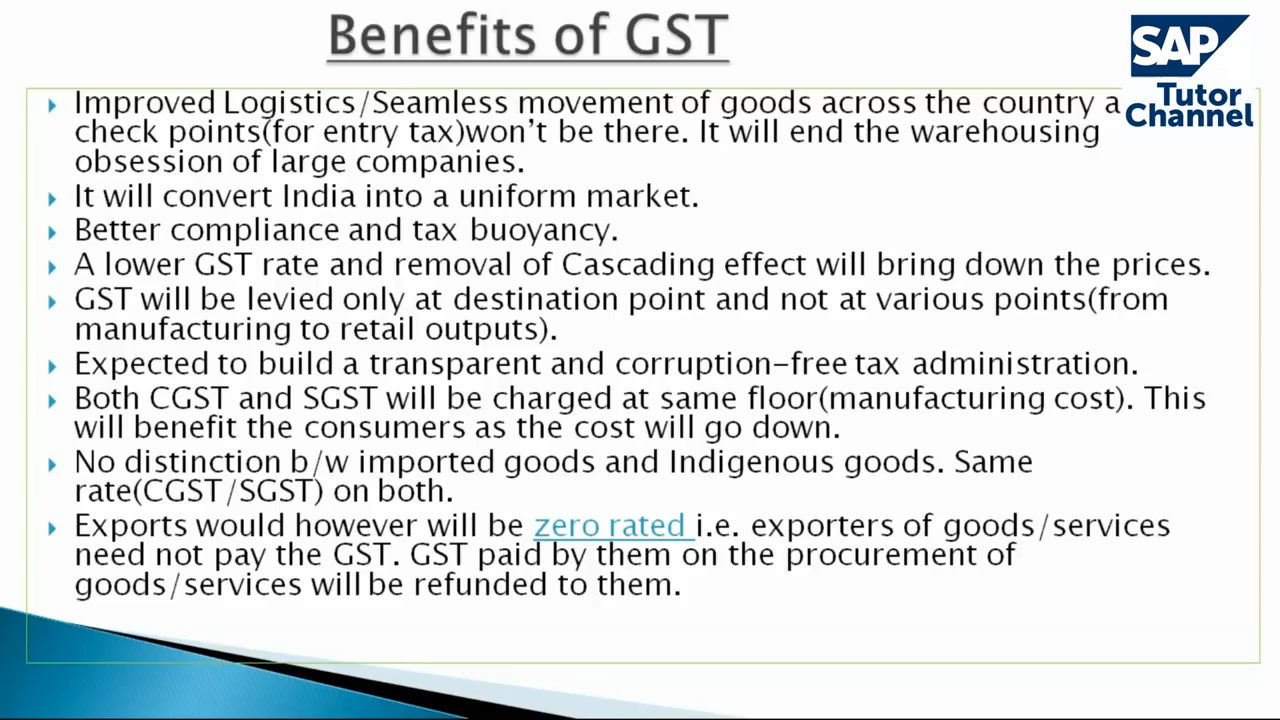 Benefits of GST
SAP
Tutor
Channel
Improved Logistics/Seamless movement of goods across the country a
check points(for entry tax)won't be there. It will end the warehousing
obsession of large companies.
It will convert India into a uniform market.
Better compliance and tax buoyancy.
A lower GST rate and removal of Cascading effect will bring down the prices.
GST will be levied only at destination point and not at various points(from
manufacturing to retail outputs).
Expected to build a transparent and corruption-free tax administration.
Both CGST and SGST will be charged at same floor(manufacturing cost). This
will benefit the consumers as the cost will go down.
No distinction b/w imported goods and Indigenous goods. Same
rate(CGST/SGST) on both.
Exports would however will be zero rated i.e. exporters of goods/services
need not pay the GST. GST paid by them on the procurement of
goods/services will be refunded to them.